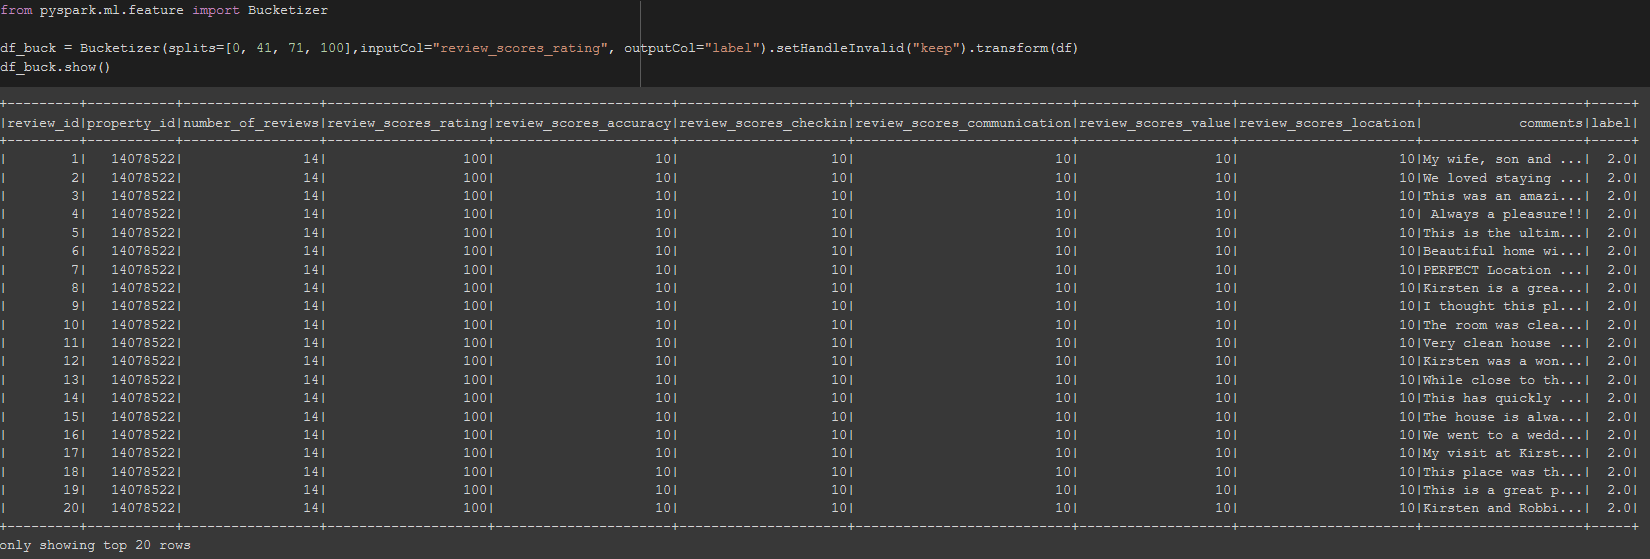 from pyspark.ml.feature import Bucketizer
df_buck = Bucketizer(splits=[0, 41, 71, 100],inputCol="review_scores_rating", outputCol="label").setHandleInvalid("keep").transform(df)
df_buck.show()
+---------+-----------+-----------------+--------------------+----------------------+---------------------+---------------------------+-------------------+----------------------+--------------------+-----+
|review_id|property_id|number_of_reviews|review_scores_rating|review_scores_accuracy|review_scores_checkin|review_scores_communication|review_scores_value|review_scores_location|            comments|label|
+---------+-----------+-----------------+--------------------+----------------------+---------------------+---------------------------+-------------------+----------------------+--------------------+-----+
|        1|   14078522|               14|                 100|                    10|                   10|                         10|                 10|                    10|My wife, son and ...|  2.0|
|        2|   14078522|               14|                 100|                    10|                   10|                         10|                 10|                    10|We loved staying ...|  2.0|
|        3|   14078522|               14|                 100|                    10|                   10|                         10|                 10|                    10|This was an amazi...|  2.0|
|        4|   14078522|               14|                 100|                    10|                   10|                         10|                 10|                    10| Always a pleasure!!|  2.0|
|        5|   14078522|               14|                 100|                    10|                   10|                         10|                 10|                    10|This is the ultim...|  2.0|
|        6|   14078522|               14|                 100|                    10|                   10|                         10|                 10|                    10|Beautiful home wi...|  2.0|
|        7|   14078522|               14|                 100|                    10|                   10|                         10|                 10|                    10|PERFECT Location ...|  2.0|
|        8|   14078522|               14|                 100|                    10|                   10|                         10|                 10|                    10|Kirsten is a grea...|  2.0|
|        9|   14078522|               14|                 100|                    10|                   10|                         10|                 10|                    10|I thought this pl...|  2.0|
|       10|   14078522|               14|                 100|                    10|                   10|                         10|                 10|                    10|The room was clea...|  2.0|
|       11|   14078522|               14|                 100|                    10|                   10|                         10|                 10|                    10|Very clean house ...|  2.0|
|       12|   14078522|               14|                 100|                    10|                   10|                         10|                 10|                    10|Kirsten was a won...|  2.0|
|       13|   14078522|               14|                 100|                    10|                   10|                         10|                 10|                    10|While close to th...|  2.0|
|       14|   14078522|               14|                 100|                    10|                   10|                         10|                 10|                    10|This has quickly ...|  2.0|
|       15|   14078522|               14|                 100|                    10|                   10|                         10|                 10|                    10|The house is alwa...|  2.0|
|       16|   14078522|               14|                 100|                    10|                   10|                         10|                 10|                    10|We went to a wedd...|  2.0|
|       17|   14078522|               14|                 100|                    10|                   10|                         10|                 10|                    10|My visit at Kirst...|  2.0|
|       18|   14078522|               14|                 100|                    10|                   10|                         10|                 10|                    10|This place was th...|  2.0|
|       19|   14078522|               14|                 100|                    10|                   10|                         10|                 10|                    10|This is a great p...|  2.0|
|       20|   14078522|               14|                 100|                    10|                   10|                         10|                 10|                    10|Kirsten and Robbi...|  2.0|
+---------+-----------+-----------------+--------------------+----------------------+---------------------+---------------------------+-------------------+----------------------+--------------------+-----+
only showing top 20 rows